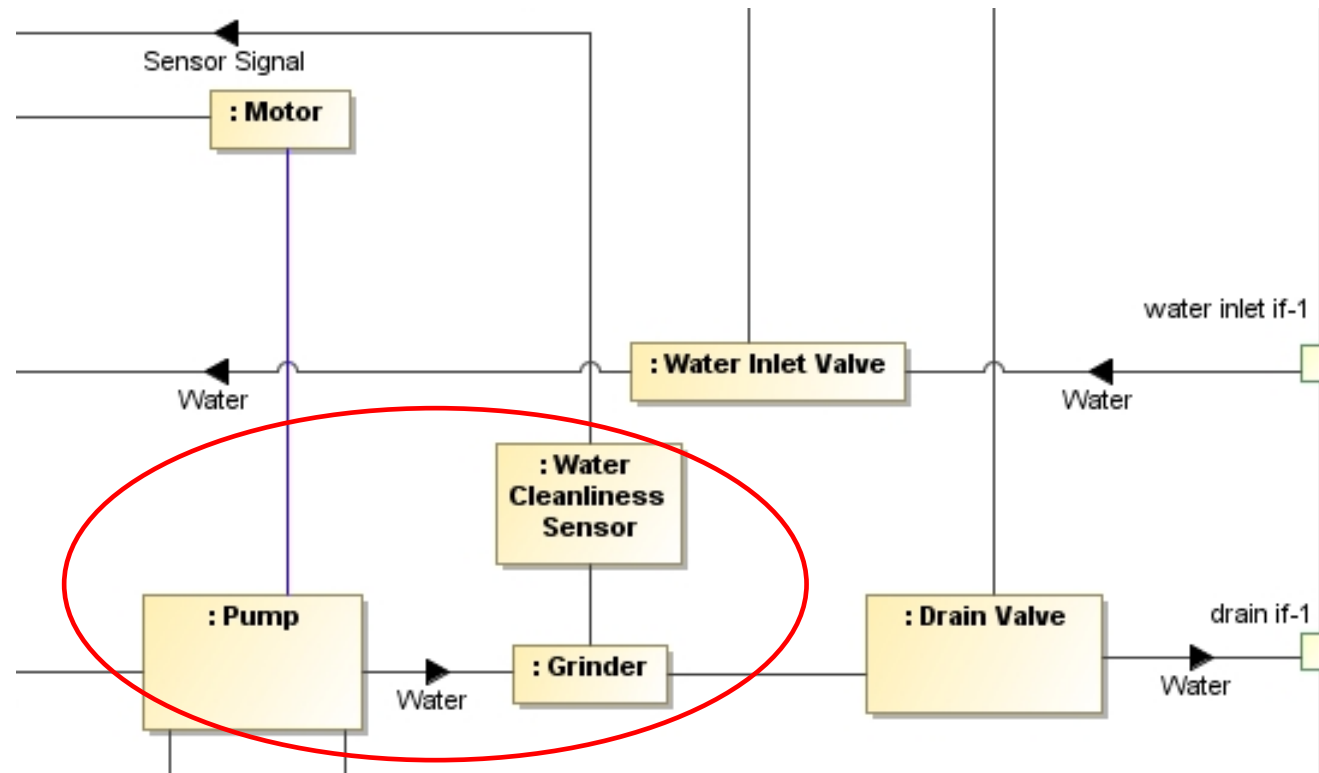 Sensor Signal
: Motor
water inlet if-1
: Water Inlet Valve
Water
Water
: Water
Cleanliness
Sensor
: Pump
: Drain Valve
drain if-1
: Grinder
Water
Water